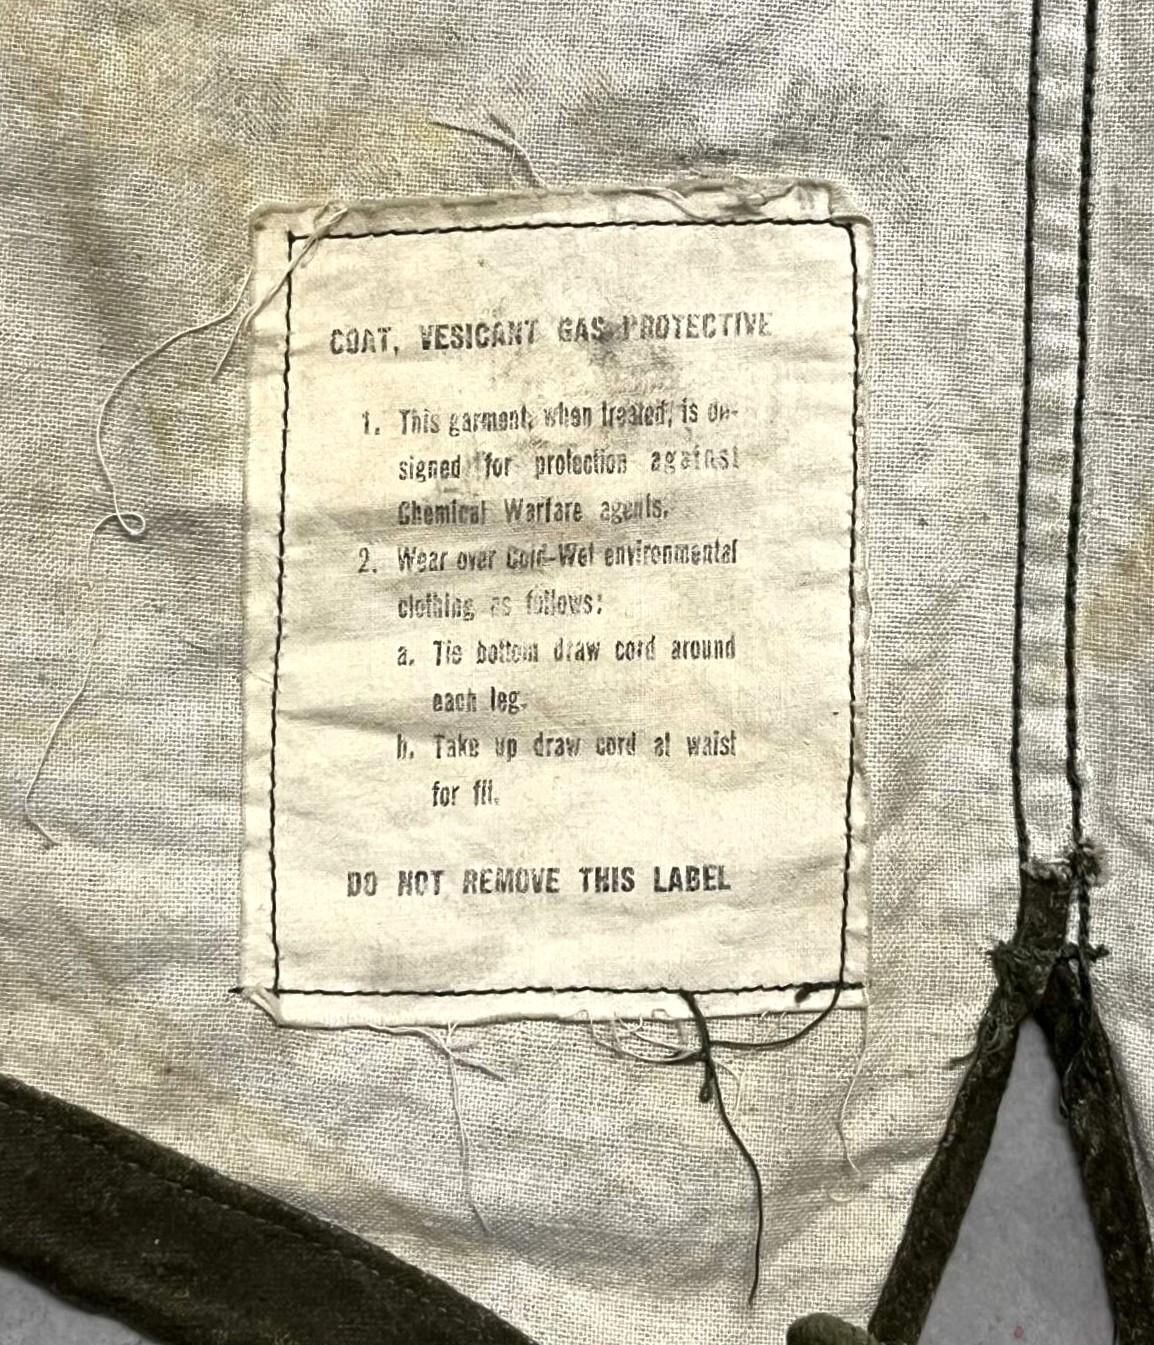 COAT, VESICANT GAS PROTECTIVE
1. This garment, when treated, is de-
signed for protection against
Chemical Warfare agents.
2. Wear over Cold-Wet environmental
clothing as follows:
a. Tie bottom draw cord around
each leg.
b. Take up draw cord at waist
for fit.
DO NOT REMOVE THIS LABEL